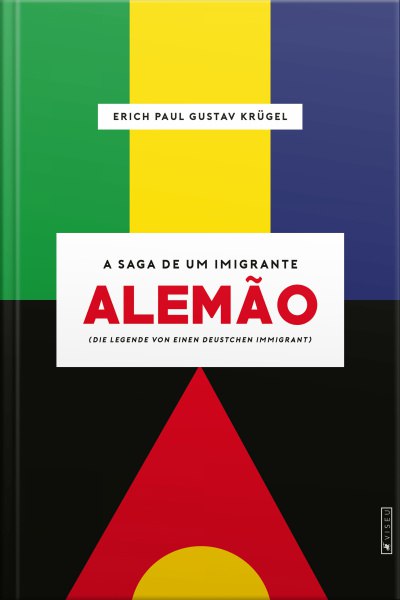 ERICH PAUL GUSTAV KRÜGEL
A SAGA DE UM IMIGRANTE
ALEMÃO
(DIE LEGENDE VON EINEN DEUSTCHEN IMMIGRANT)
VISEU